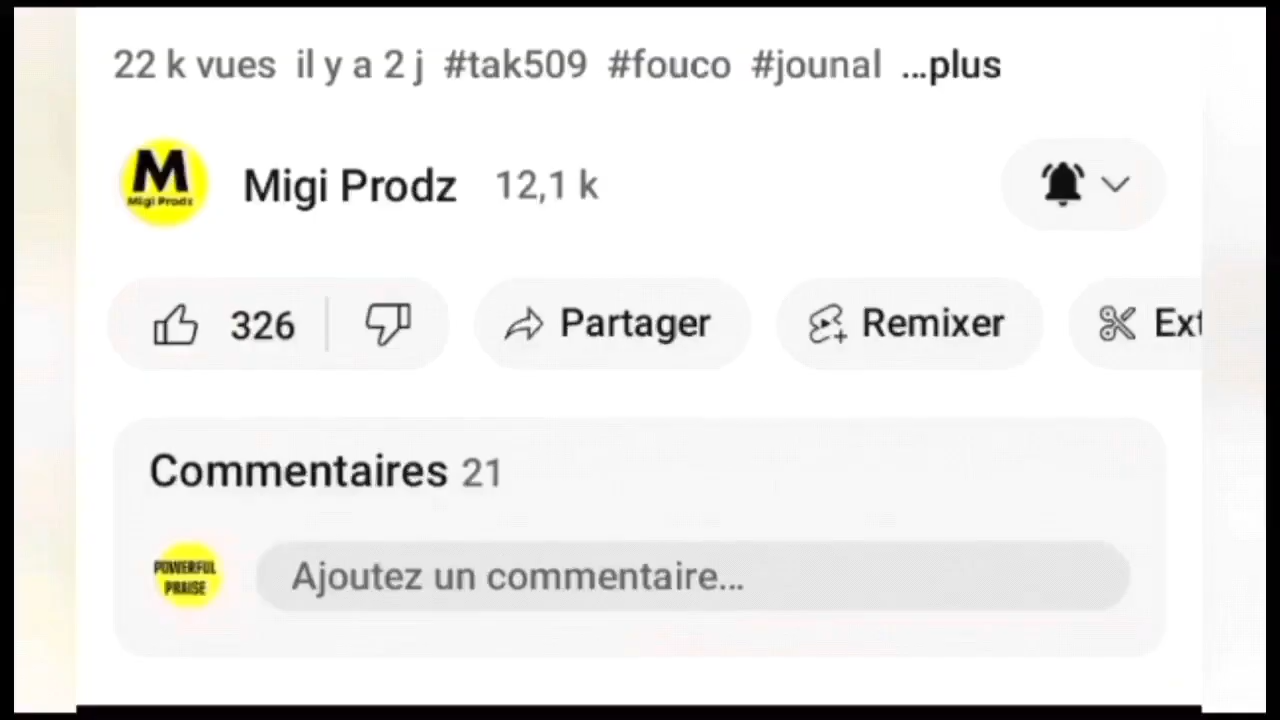 22 k vues il y a 2 j #tak509 #fouco #jounal ...plus
M
Migi Prodz
Migi Prodz 12,1 k
326 Partager Remixer Ext
Commentaires 21
POWERFUL
PRAISE
Ajoutez un commentaire...